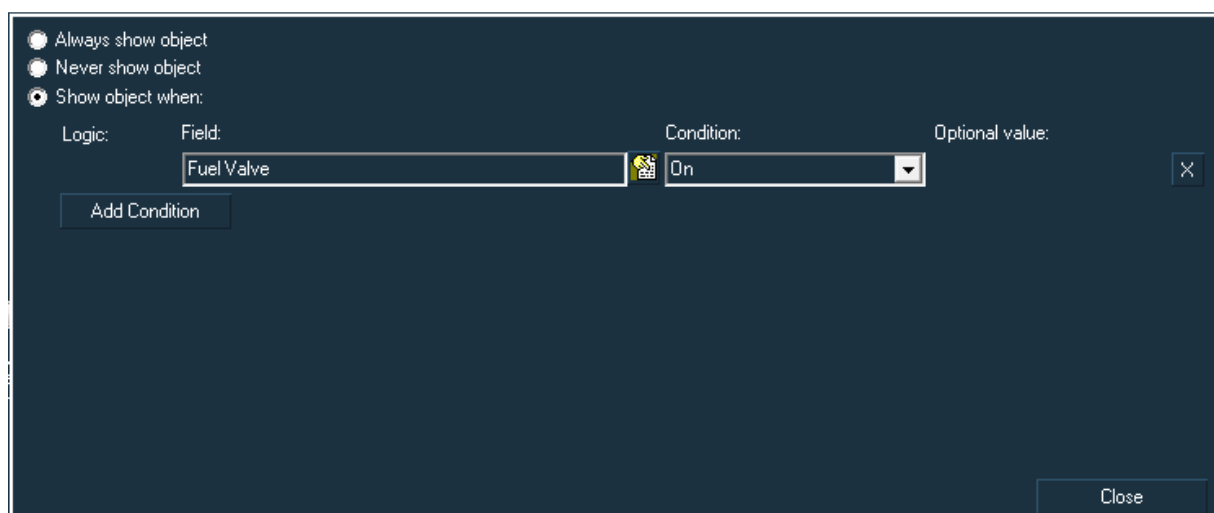 Always show object
Never show object
Show object when:
Logic: Field: Condition: Optional value:
Fuel Valve On X
Add Condition
Close